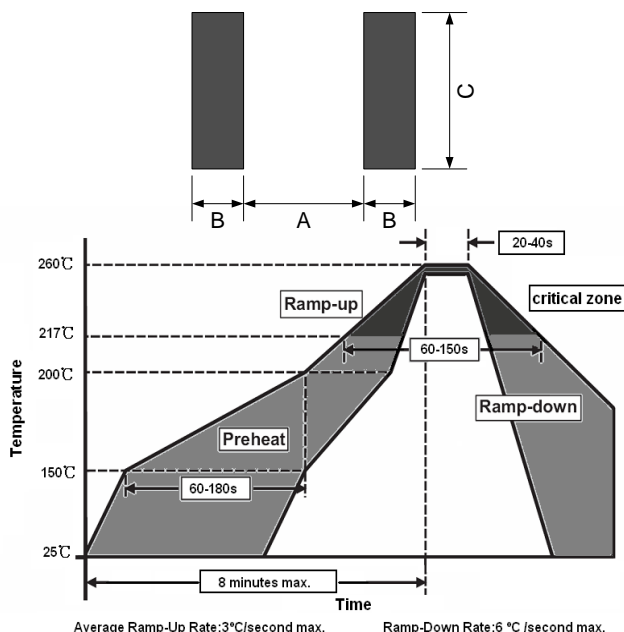 C
B
A
B
20-40s
260℃
Ramp-up
critical zone
217℃
60-150s
200℃
Ramp-down
Preheat
150℃
60-180s
25℃
Temperature
8 minutes max.
Time
Average Ramp-Up Rate:3°C/second max.
Ramp-Down Rate:6 °C /second max.